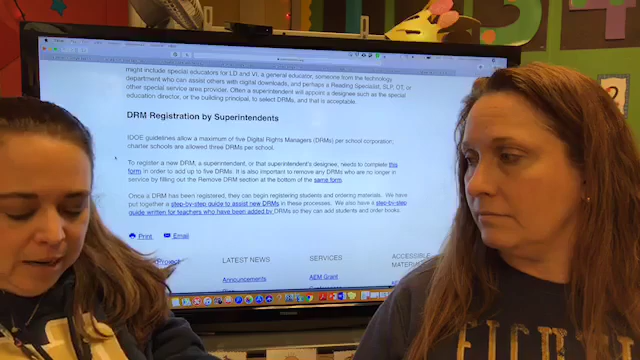 might include special educators for LD and VI, a general educator, someone from the technology
department who can assist others with digital downloads, and perhaps a Reading Specialist, SLP, OT, or
other special service area provider. Often a superintendent will appoint a designee such as the special
education director, or the building principal, to select DRMs, and that is acceptable.
DRM Registration by Superintendents
IDOE guidelines allow a maximum of five Digital Rights Managers (DRMs) per school corporation,
charter schools are allowed three DRMs per school.
To register a new DRM, a superintendent, or that superintendent's designee, needs to complete this
form in order to add up to five DRMs. It is also important to remove any DRMs who are no longer in
service by filling out the Remove DRM section at the bottom of the same form.
Once a DRM has been registered, they can begin registering students and ordering materials. We have
put together a step-by-step guide to assist new DRMs in these processes. We also have a step-by-step
guide written for teachers who have been added by DRMs so they can add students and order books.
Print Email
Project LATEST NEWS SERVICES ACCESSIBLE
Announcements AEM Grant
EIGHT